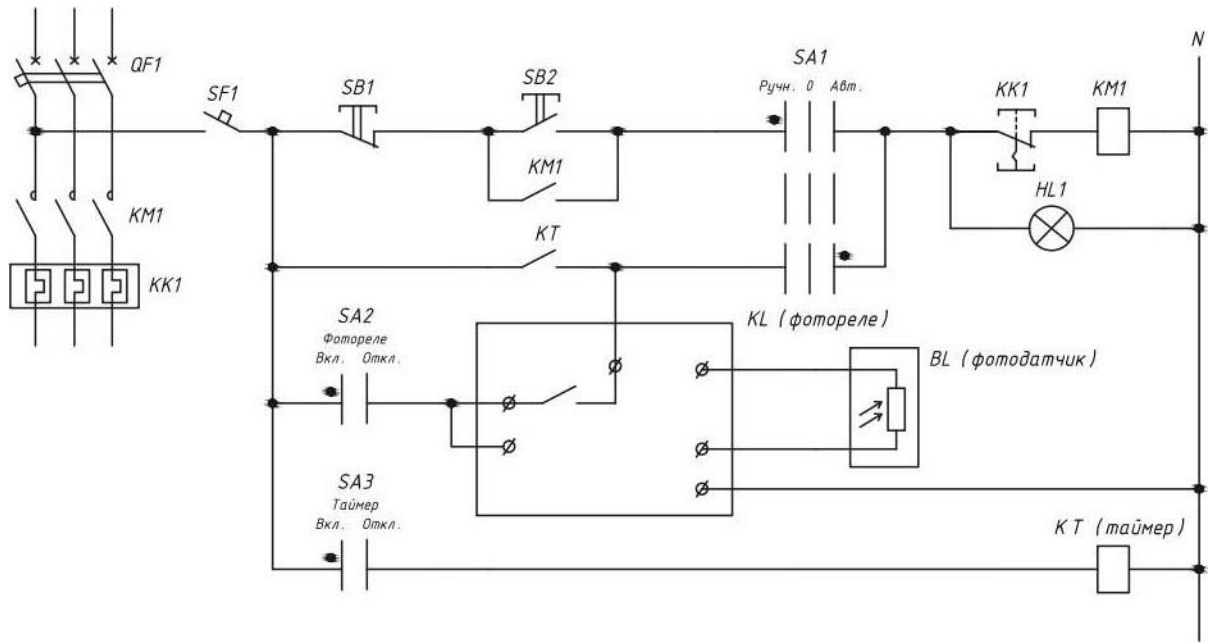 N
QF1
SA1
SB1
SB2
SF1
Ручн. 0 Авт.
KK1
KM1
KM1
KM1
HL1
KT
KK1
SA2
Фотореле
Вкл. Откл.
KL (фотореле)
BL (фотодатчик)
SA3
Таймер
Вкл. Откл.
KT (таймер)